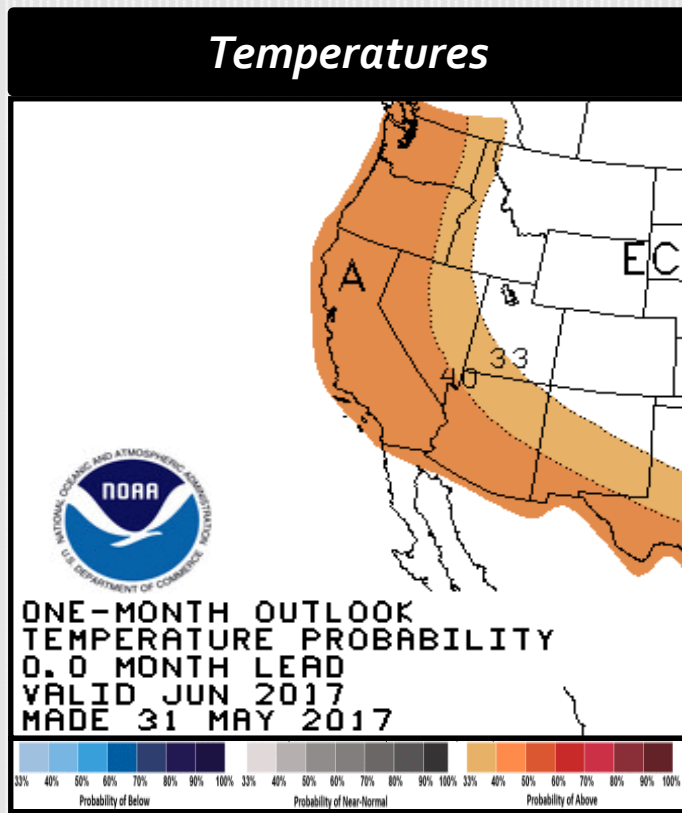 Temperatures
A
EC
33
40
NATIONAL OCEANIC AND ATMOSPHERIC ADMINISTRATION
NOAA
U.S. DEPARTMENT OF COMMERCE
ONE-MONTH OUTLOOK
TEMPERATURE PROBABILITY
0.0 MONTH LEAD
VALID JUN 2017
MADE 31 MAY 2017
33% 40% 50% 60% 70% 80% 90% 100% 33% 40% 50% 60% 70% 80% 90% 100% 33% 40% 50% 60% 70% 80% 90% 100%
Probability of Below Probability of Near-Normal Probability of Above